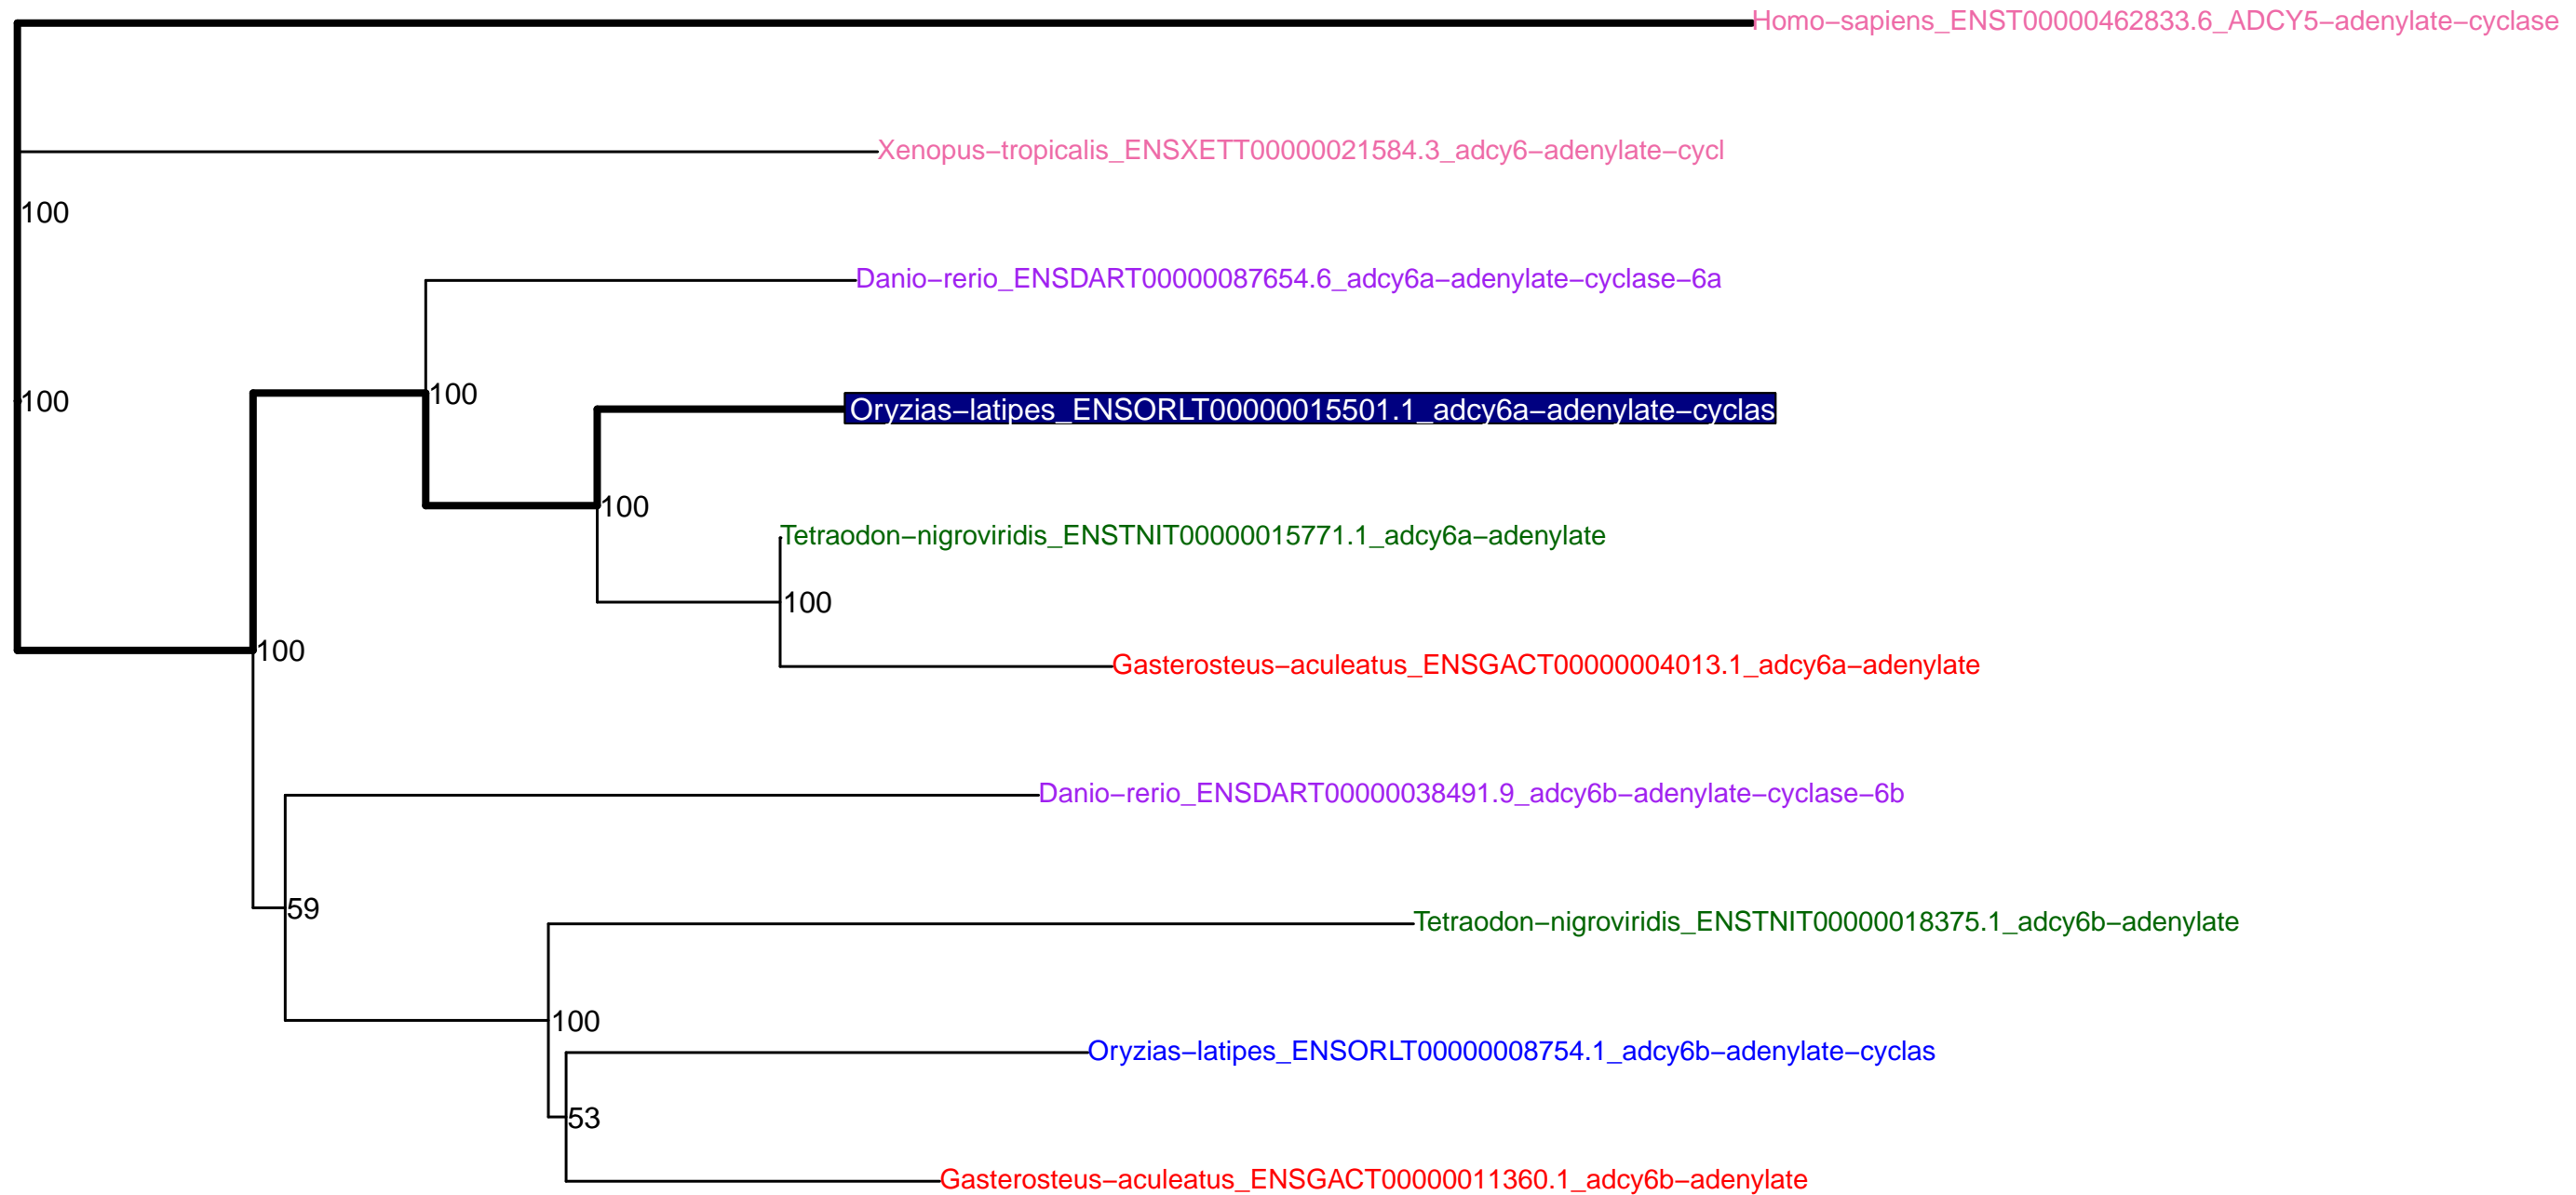 Homo−sapiens_ENST00000462833.6_ADCY5−adenylate−cyclase
Xenopus−tropicalis_ENSXETT00000021584.3_adcy6−adenylate−cycl
100
Danio−rerio_ENSDART00000087654.6_adcy6a−adenylate−cyclase−6a
100
100
Oryzias−latipes_ENSORLT00000015501.1_adcy6a−adenylate−cyclas
100
Tetraodon−nigroviridis_ENSTNIT00000015771.1_adcy6a−adenylate
100
100
Gasterosteus−aculeatus_ENSGACT00000004013.1_adcy6a−adenylate
Danio−rerio_ENSDART00000038491.9_adcy6b−adenylate−cyclase−6b
59
Tetraodon−nigroviridis_ENSTNIT00000018375.1_adcy6b−adenylate
100
Oryzias−latipes_ENSORLT00000008754.1_adcy6b−adenylate−cyclas
53
Gasterosteus−aculeatus_ENSGACT00000011360.1_adcy6b−adenylate